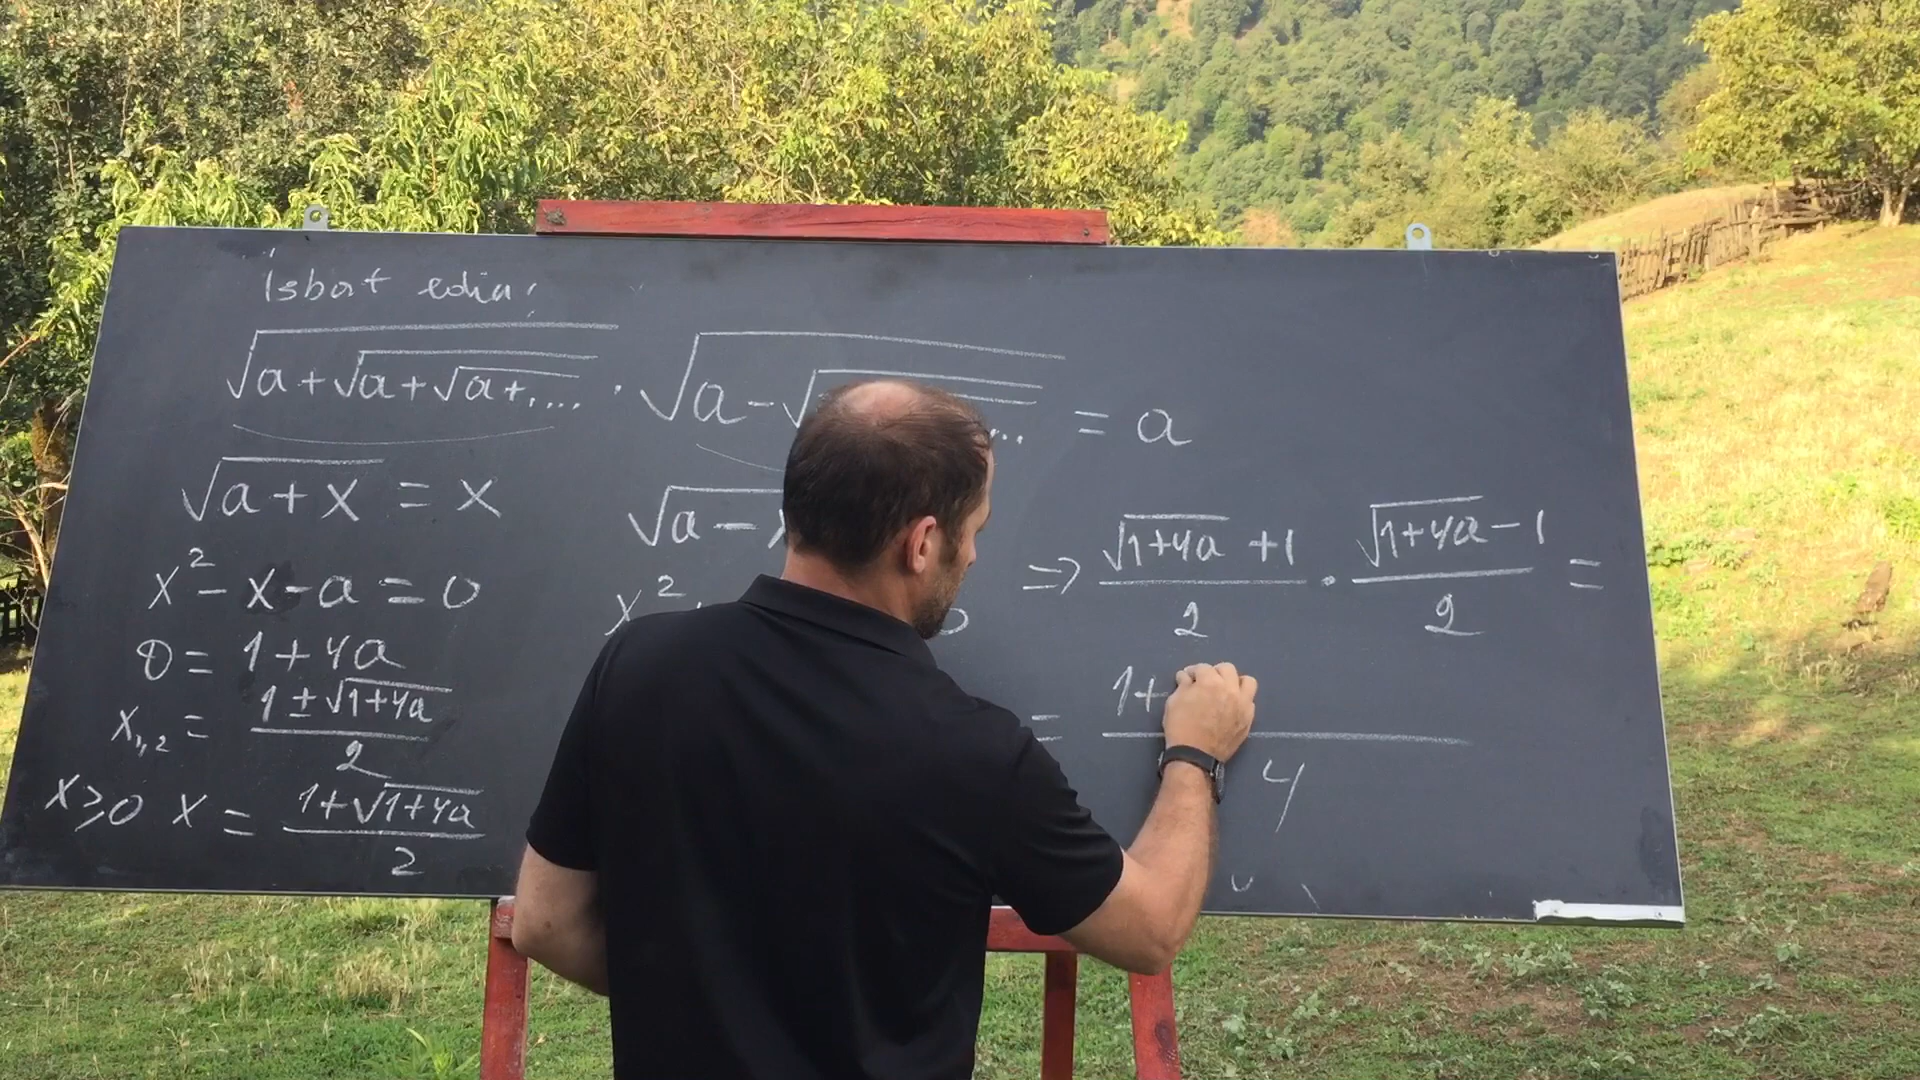 İsbat edin:
√(a+√(a+√(a+.... · √(a-√ ... = a
√(a+x) = x
x² - x - a = 0
D = 1+4a
x₁,₂ = (1±√(1+4a))/2
x≥0 x = (1+√(1+4a))/2
√(a-
x² 0
⇒ (√(1+4a) +1)/2 · (√(1+4a) -1)/2 =
= (1+ )/4